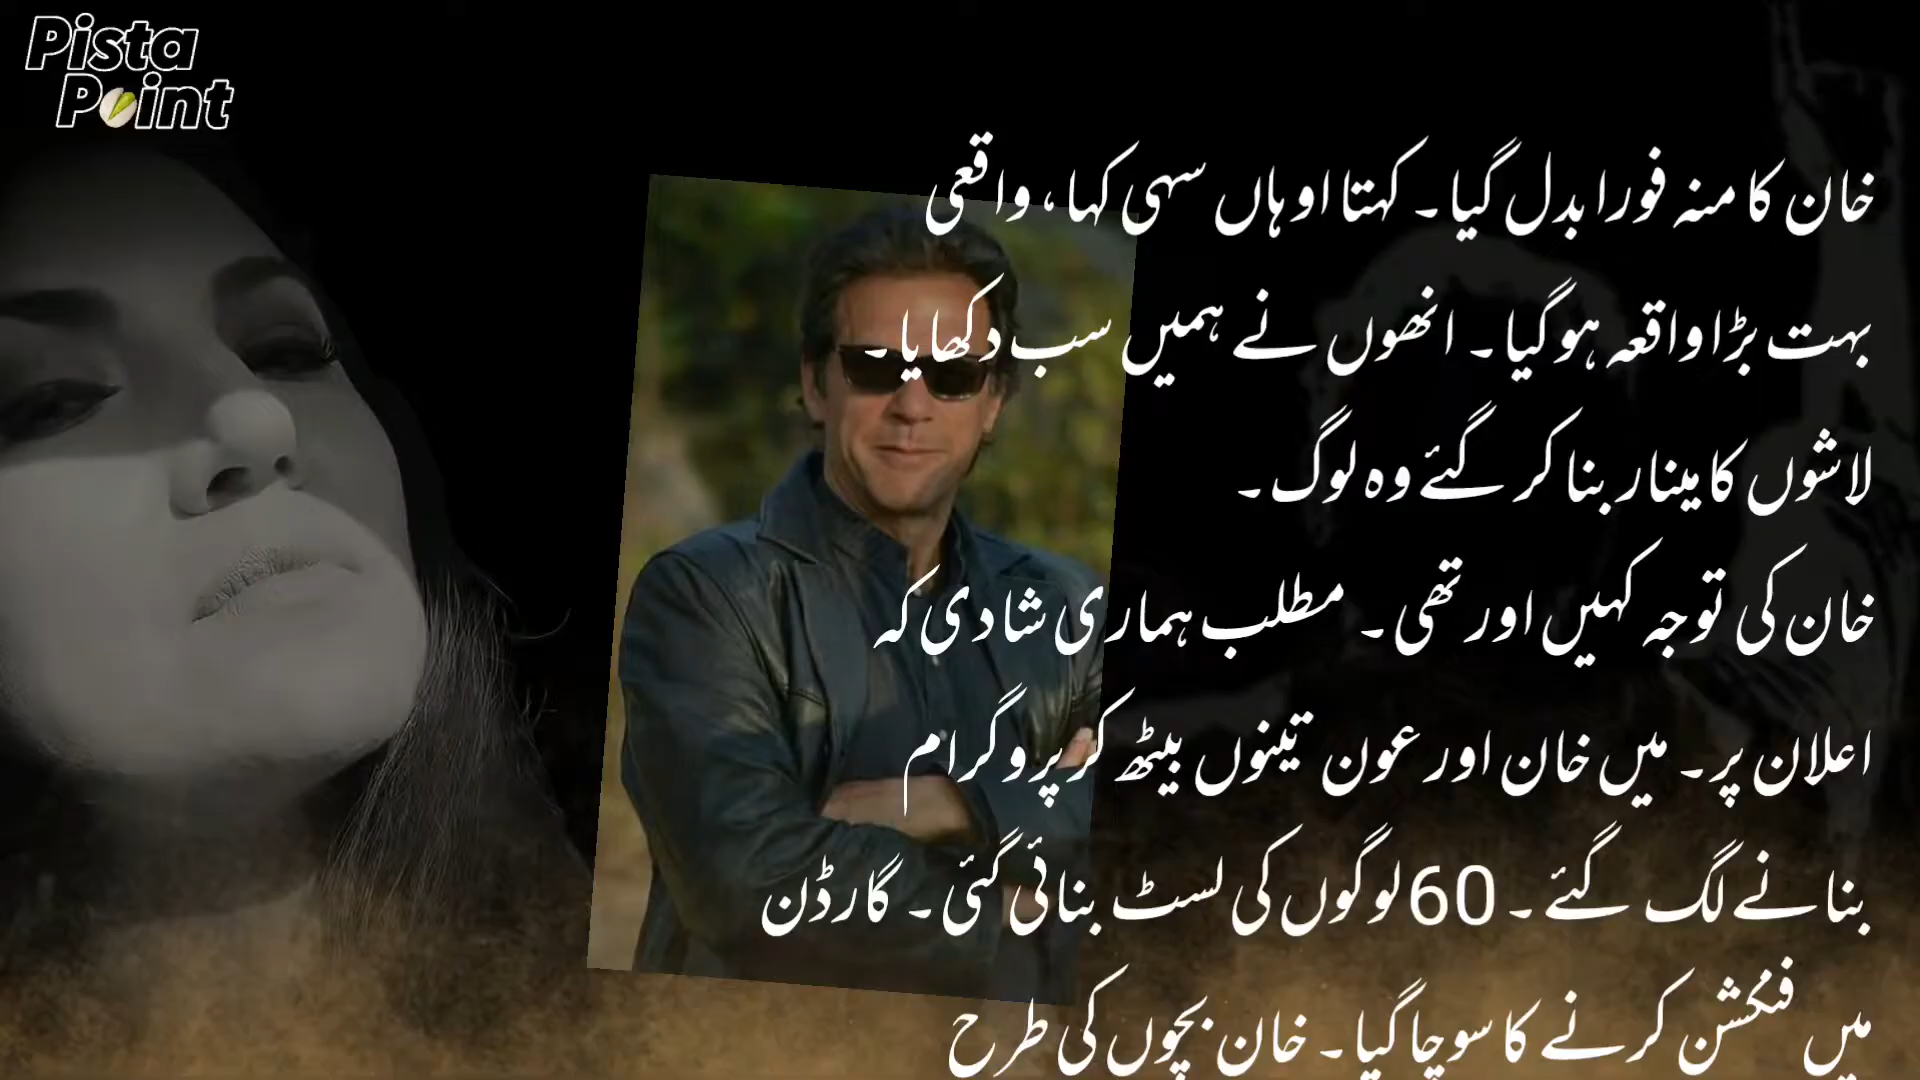 Pista
Point
خان کا منہ فورا بدل گیا۔ کہتا اوہاں سہی کہا، واقعی
بہت بڑا واقعہ ہوگیا۔ انھوں نے ہمیں سب دکھایا۔
لاشوں کا مینار بنا کر گئے وہ لوگ۔
خان کی توجہ کہیں اور تھی۔ مطلب ہماری شادی کہ
اعلان پر۔ میں خان اور عون تینوں بیٹھ کر پروگرام
بنانے لگ گئے۔ 60 لوگوں کی لسٹ بنائی گئی۔ گارڈن
میں فنکشن کرنے کا سوچا گیا۔ خان بچوں کی طرح